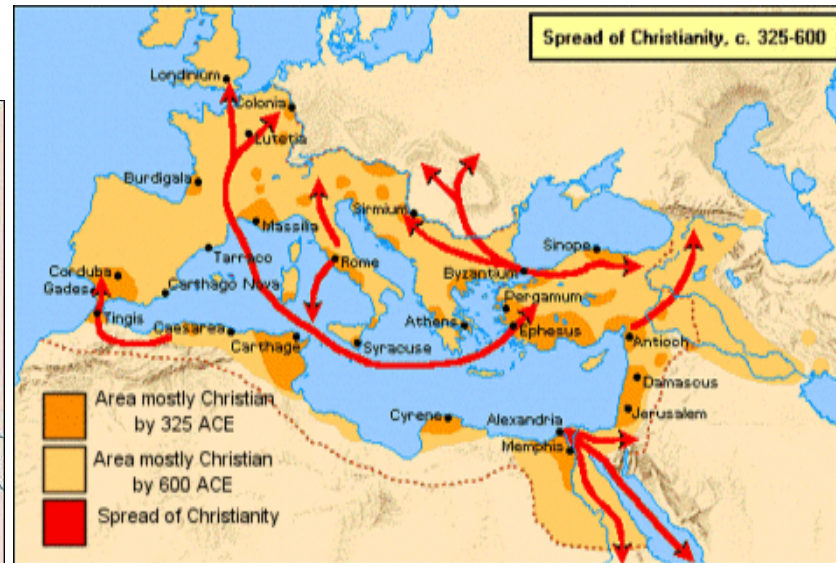 Spread of Christianity, c. 325-600
Londinium
Colonia
Lutetia
Burdigala
Sirmium
Massilia
Sinope
Tarraco
Rome
Byzantium
Corduba
Gades
Carthago Nova
Pergamum
Tingis
Caesarea
Athens
Ephesus
Antioch
Carthage
Syracuse
Damascus
Cyrene
Alexandria
Jerusalem
Memphis
Area mostly Christian
by 325 ACE
Area mostly Christian
by 600 ACE
Spread of Christianity